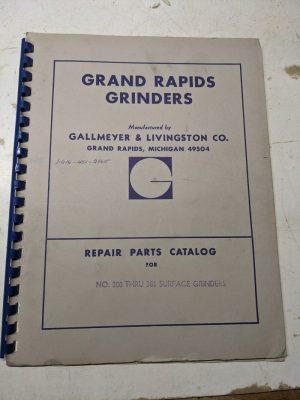 GRAND RAPIDS
GRINDERS
Manufactured by
GALLMEYER & LIVINGSTON CO.
GRAND RAPIDS, MICHIGAN 49504
REPAIR PARTS CATALOG
FOR
NO. THRU SURFACE GRINDERS